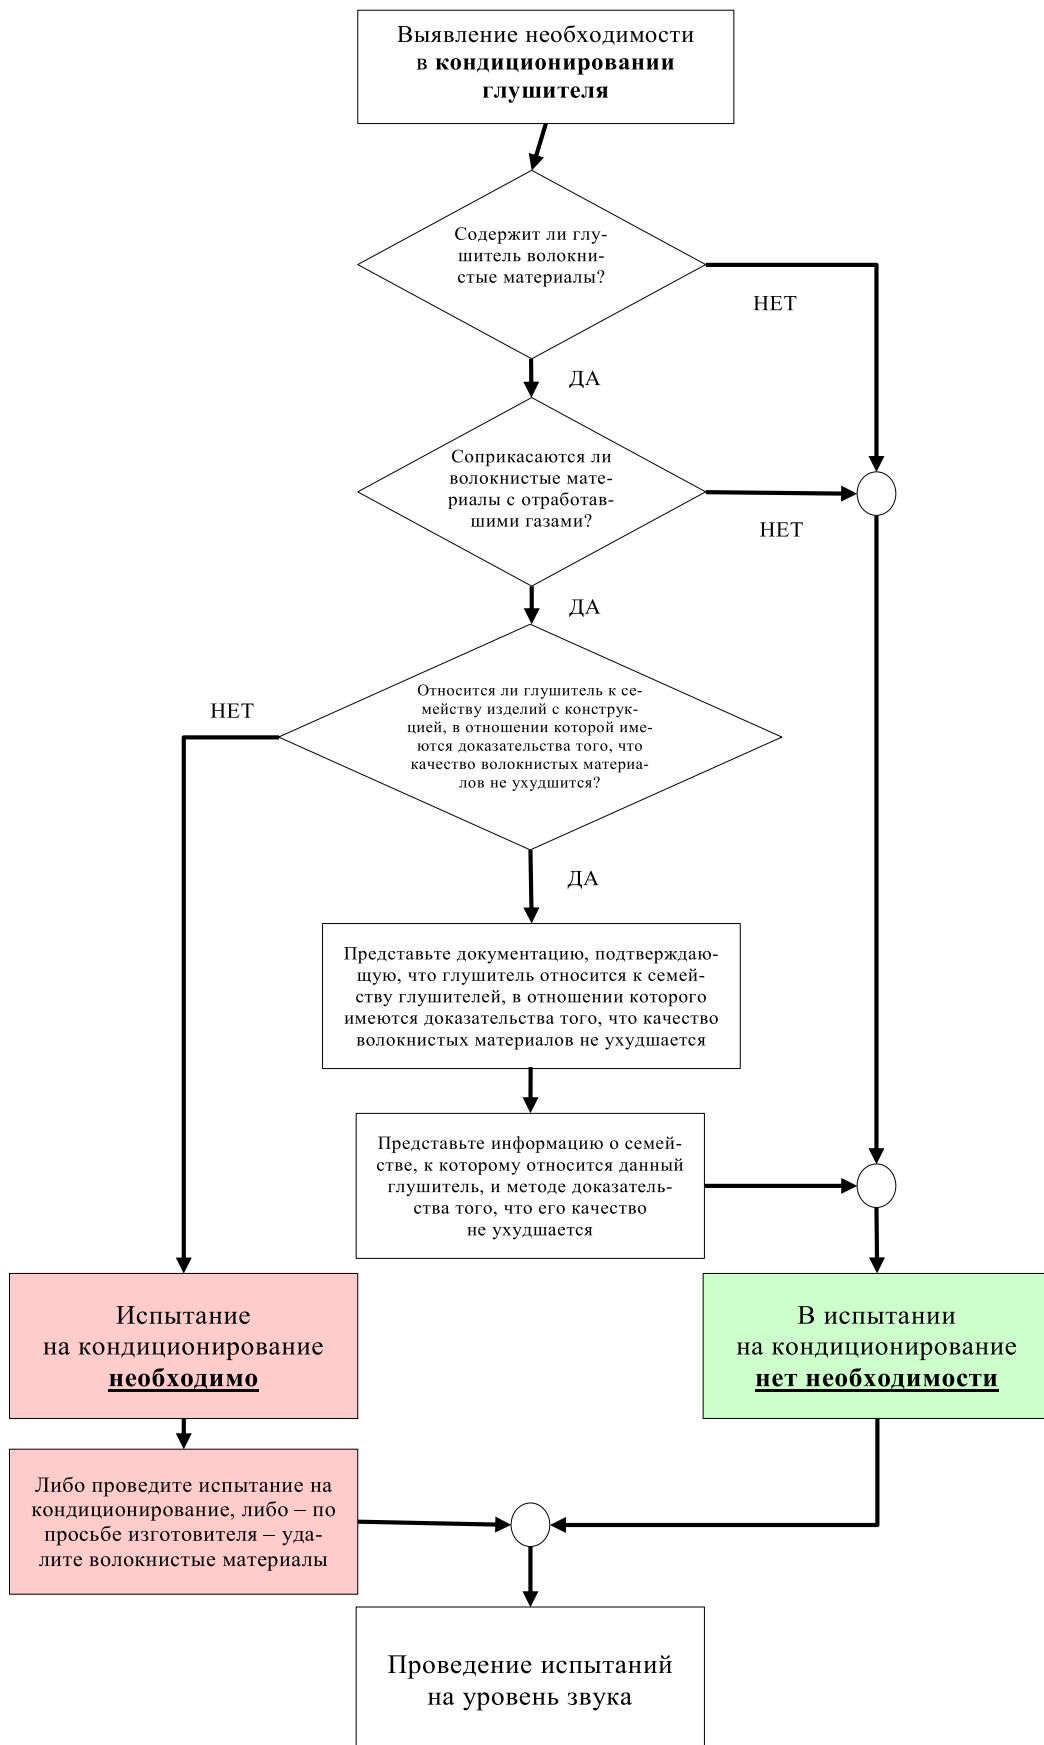 Выявление необходимости
в кондиционировании
глушителя
Содержит ли глу-
шитель волокни-
стые материалы?
НЕТ
ДА
Соприкасаются ли
волокнистые мате-
риалы с отработав-
шими газами?
НЕТ
ДА
НЕТ
Относится ли глушитель к се-
мейству изделий с конструк-
цией, в отношении которой име-
ются доказательства того, что
качество волокнистых материа-
лов не ухудшится?
ДА
Представьте документацию, подтверждаю-
щую, что глушитель относится к семей-
ству глушителей, в отношении которого
имеются доказательства того, что качество
волокнистых материалов не ухудшается
Представьте информацию о семей-
стве, к которому относится данный
глушитель, и методе доказатель-
ства того, что его качество
не ухудшается
Испытание
на кондиционирование
необходимо
В испытании
на кондиционирование
нет необходимости
Либо проведите испытание на
кондиционирование, либо – по
просьбе изготовителя – уда-
лите волокнистые материалы
Проведение испытаний
на уровень звука